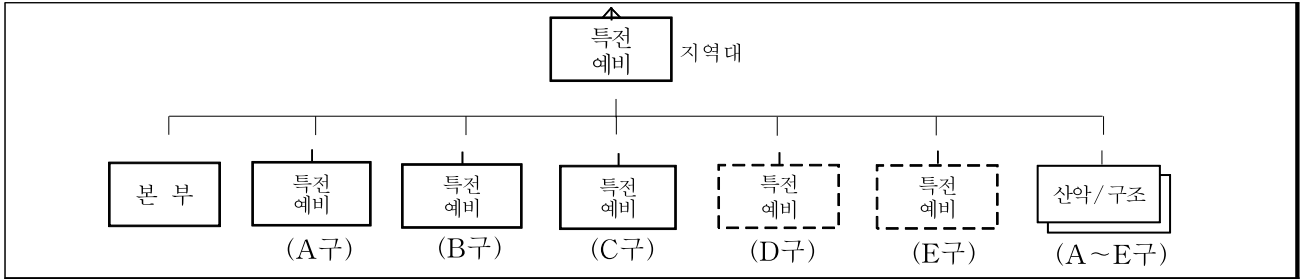 특전
예비
지역대
본 부
특전
예비
(A구)
특전
예비
(B구)
특전
예비
(C구)
특전
예비
(D구)
특전
예비
(E구)
산악/구조
(A～E구)